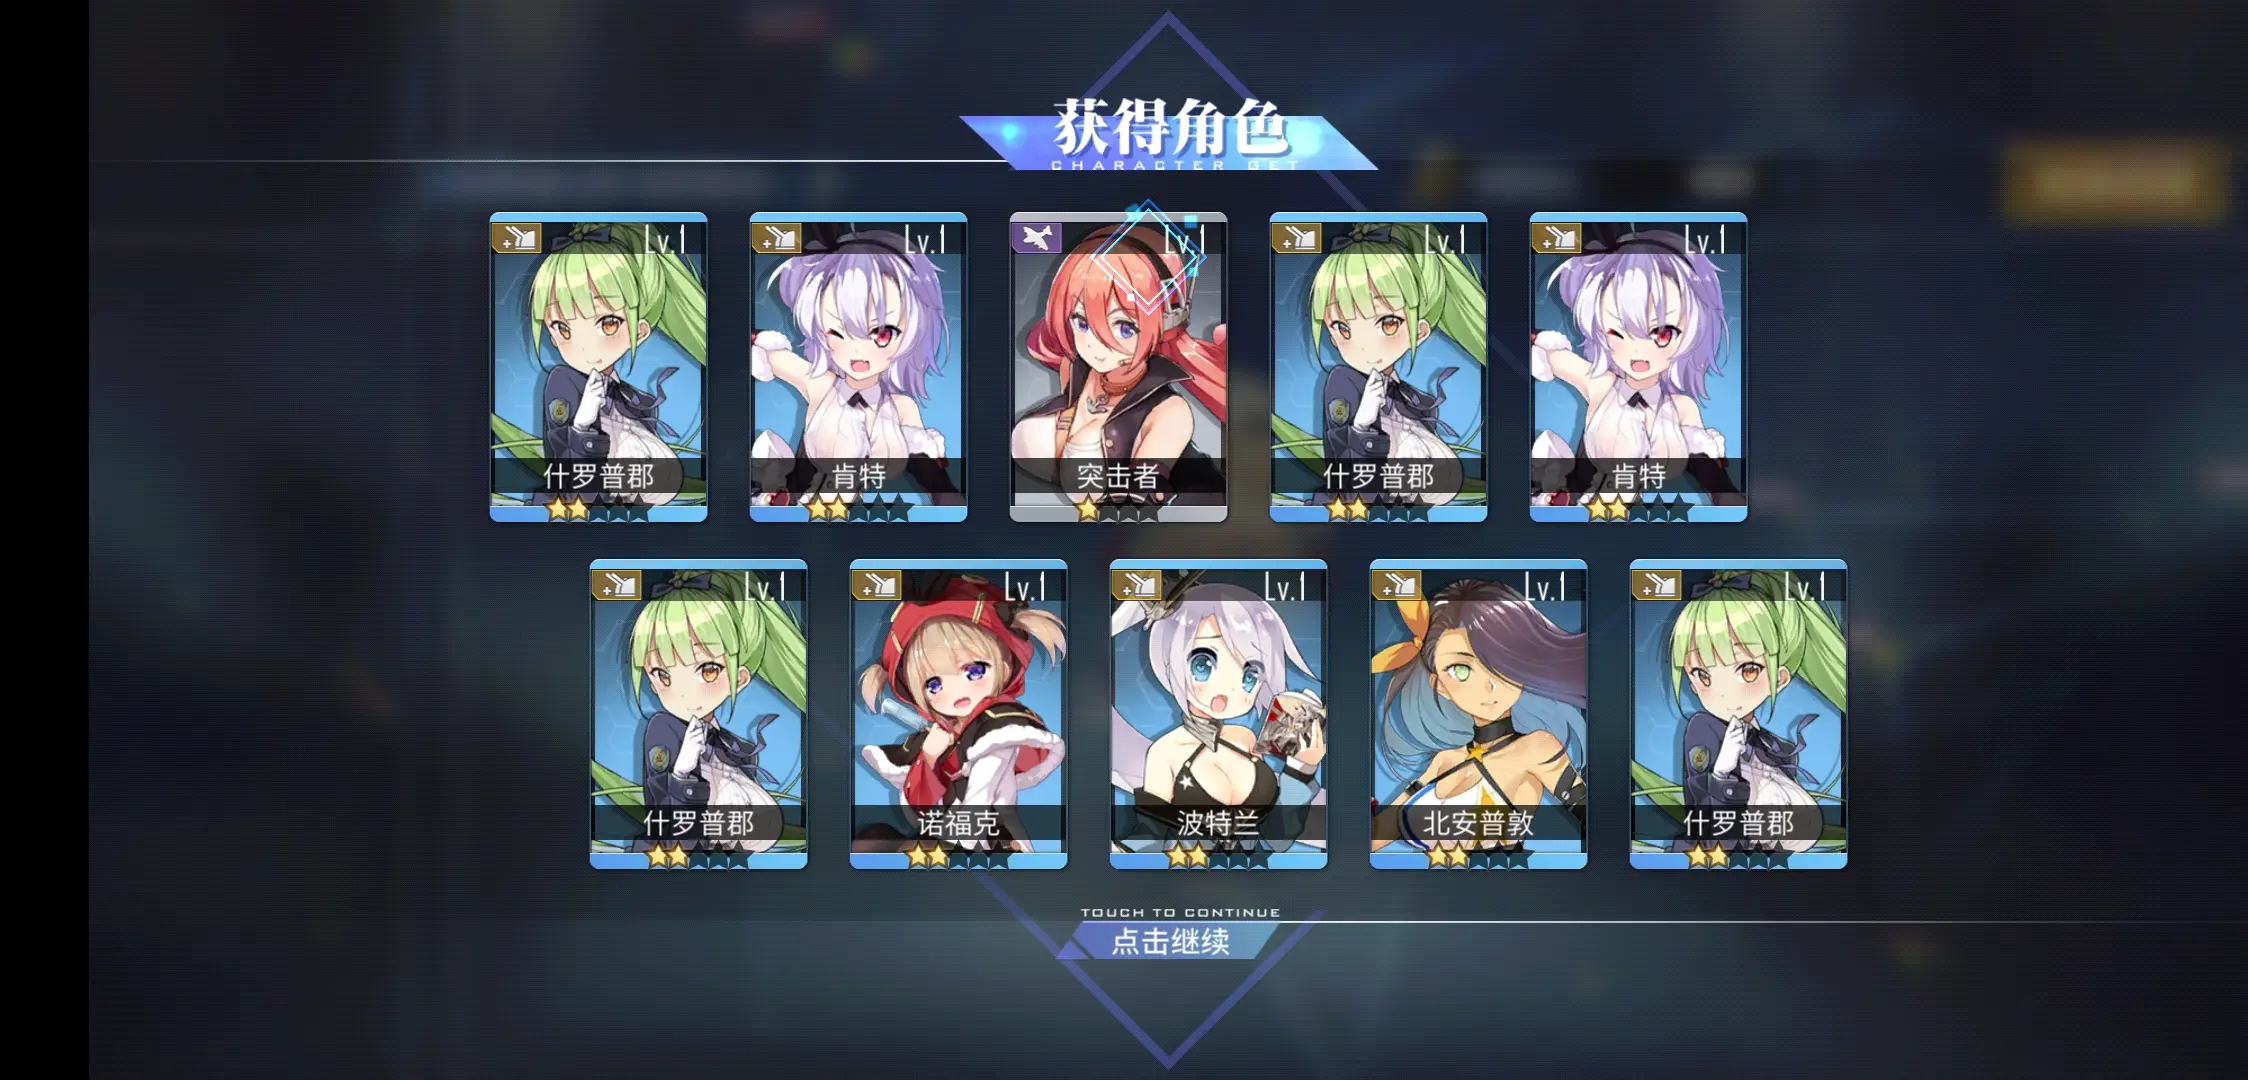 获得角色
CHARACTER GET
Lv.1
Lv.1
Lv.1
Lv.1
Lv.1
什罗普郡
肯特
突击者
什罗普郡
肯特
Lv.1
Lv.1
Lv.1
Lv.1
Lv.1
什罗普郡
诺福克
波特兰
北安普敦
什罗普郡
TOUCH TO CONTINUE
点击继续